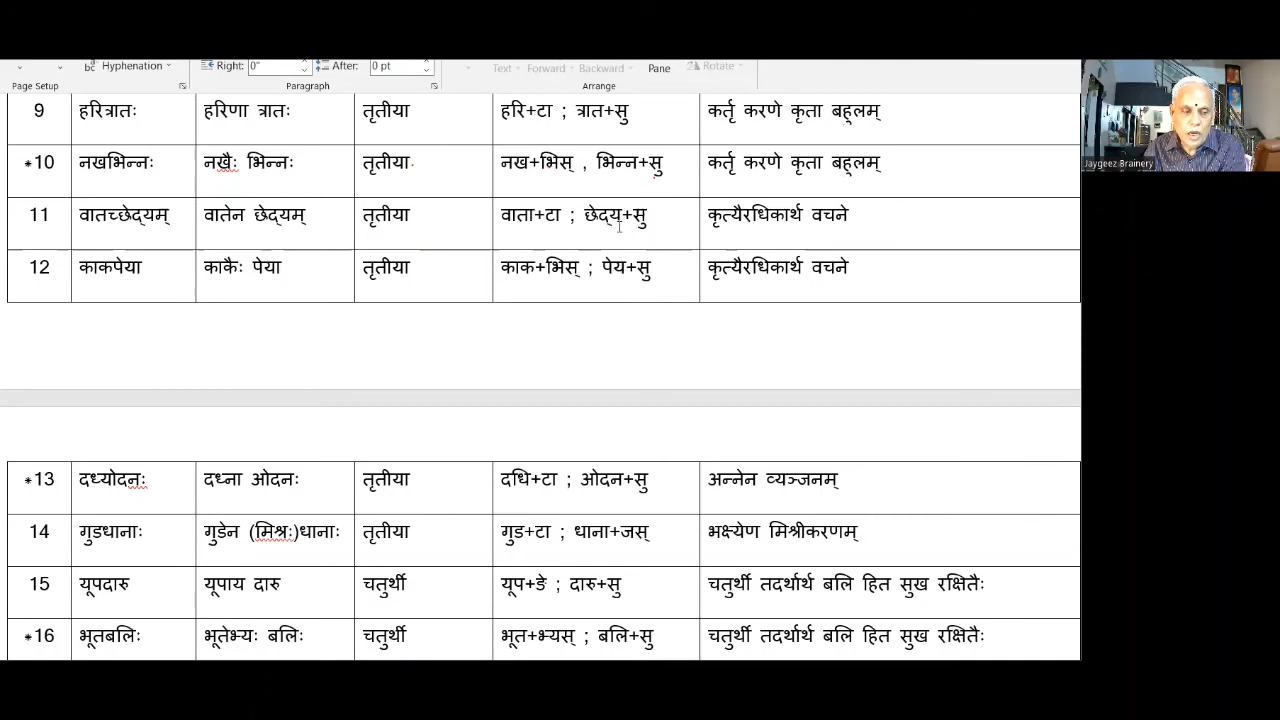 Hyphenation Right: 0" After: 0 pt Text Forward Backward Pane Rotate
Page Setup Paragraph Arrange
9 हरित्रातः हरिणा त्रातः तृतीया हरि+टा ; त्रात+सु कर्तृ करणे कृता बहूलम्
*10 नखभिन्नः नखैः भिन्नः तृतीया नख+भिस् , भिन्न+सु कर्तृ करणे कृता बहूलम्
11 वातच्छेद्यम् वातेन छेद्यम् तृतीया वाता+टा ; छेद्य+सु कृत्यैरधिकार्थ वचने
12 काकपेया काकैः पेया तृतीया काक+भिस् ; पेय+सु कृत्यैरधिकार्थ वचने
*13 दध्योदनः दध्ना ओदनः तृतीया दधि+टा ; ओदन+सु अन्नेन व्यञ्जनम्
14 गुडधानाः गुडेन (मिश्रः)धानाः तृतीया गुड+टा ; धाना+जस् भक्ष्येण मिश्रीकरणम्
15 यूपदारु यूपाय दारु चतुर्थी यूप+ङे ; दारु+सु चतुर्थी तदर्थार्थ बलि हित सुख रक्षितैः
*16 भूतबलिः भूतेभ्यः बलिः चतुर्थी भूत+भ्यस् ; बलि+सु चतुर्थी तदर्थार्थ बलि हित सुख रक्षितैः
Jaygeez Brainery